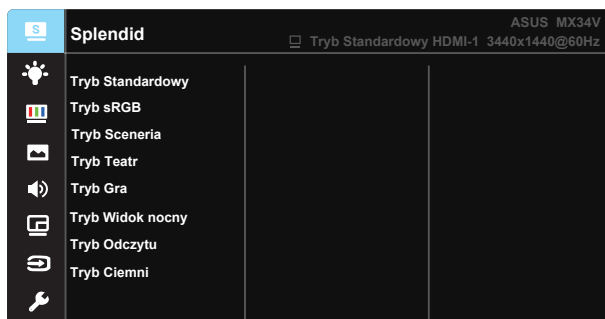 S
Splendid
ASUS MX34V
Tryb Standardowy HDMI-1 3440x1440@60Hz
Tryb Standardowy
Tryb sRGB
Tryb Sceneria
Tryb Teatr
Tryb Gra
Tryb Widok nocny
Tryb Odczytu
Tryb Ciemni